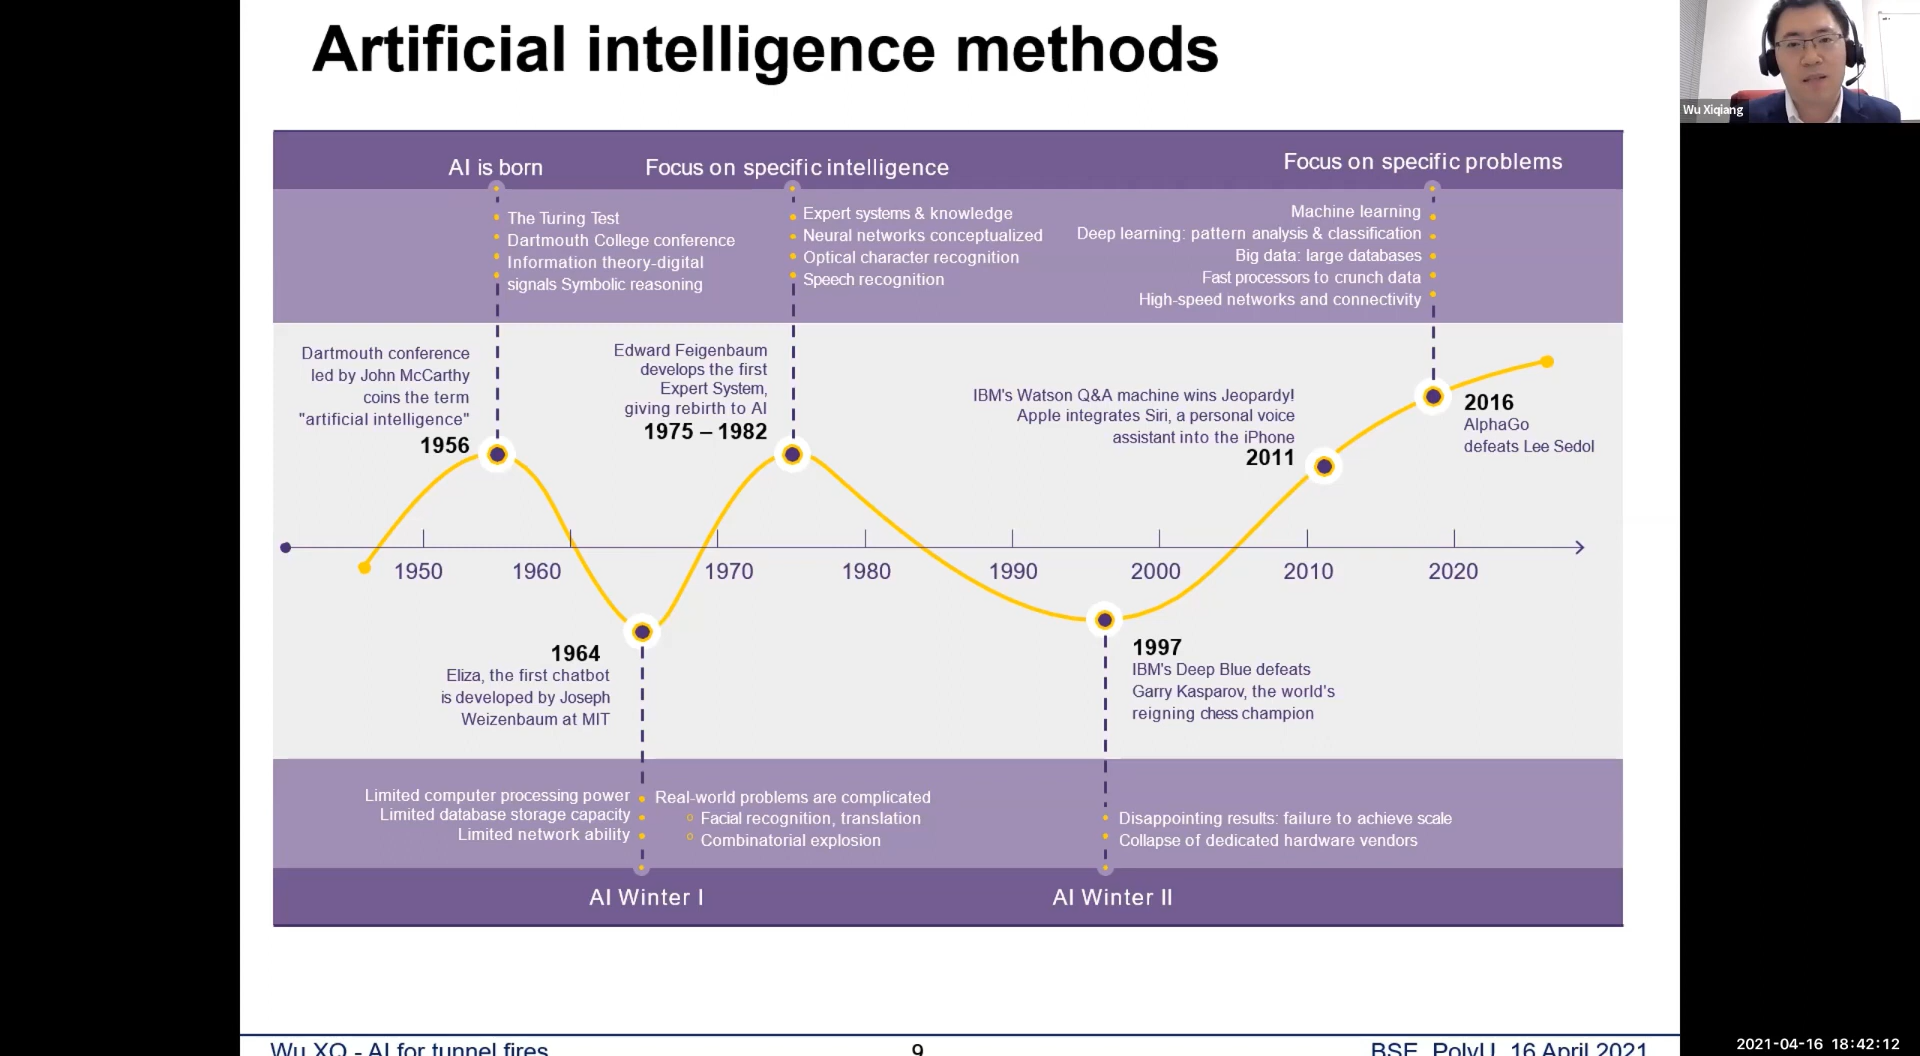 Artificial intelligence methods
Wu Xiqiang
AI is born
Focus on specific intelligence
Focus on specific problems
The Turing Test
Dartmouth College conference
Information theory-digital
signals Symbolic reasoning
Expert systems & knowledge
Neural networks conceptualized
Optical character recognition
Speech recognition
Machine learning
Deep learning: pattern analysis & classification
Big data: large databases
Fast processors to crunch data
High-speed networks and connectivity
Dartmouth conference
led by John McCarthy
coins the term
"artificial intelligence"
1956
Edward Feigenbaum
develops the first
Expert System,
giving rebirth to AI
1975 – 1982
IBM's Watson Q&A machine wins Jeopardy!
Apple integrates Siri, a personal voice
assistant into the iPhone
2011
2016
AlphaGo
defeats Lee Sedol
1950 1960 1970 1980 1990 2000 2010 2020
1964
Eliza, the first chatbot
is developed by Joseph
Weizenbaum at MIT
1997
IBM's Deep Blue defeats
Garry Kasparov, the world's
reigning chess champion
Limited computer processing power
Limited database storage capacity
Limited network ability
Real-world problems are complicated
Facial recognition, translation
Combinatorial explosion
Disappointing results: failure to achieve scale
Collapse of dedicated hardware vendors
AI Winter I
AI Winter II
Wu XQ - AI for tunnel fires
9
BSE, PolyU, 16 April 2021
2021-04-16 18:42:12